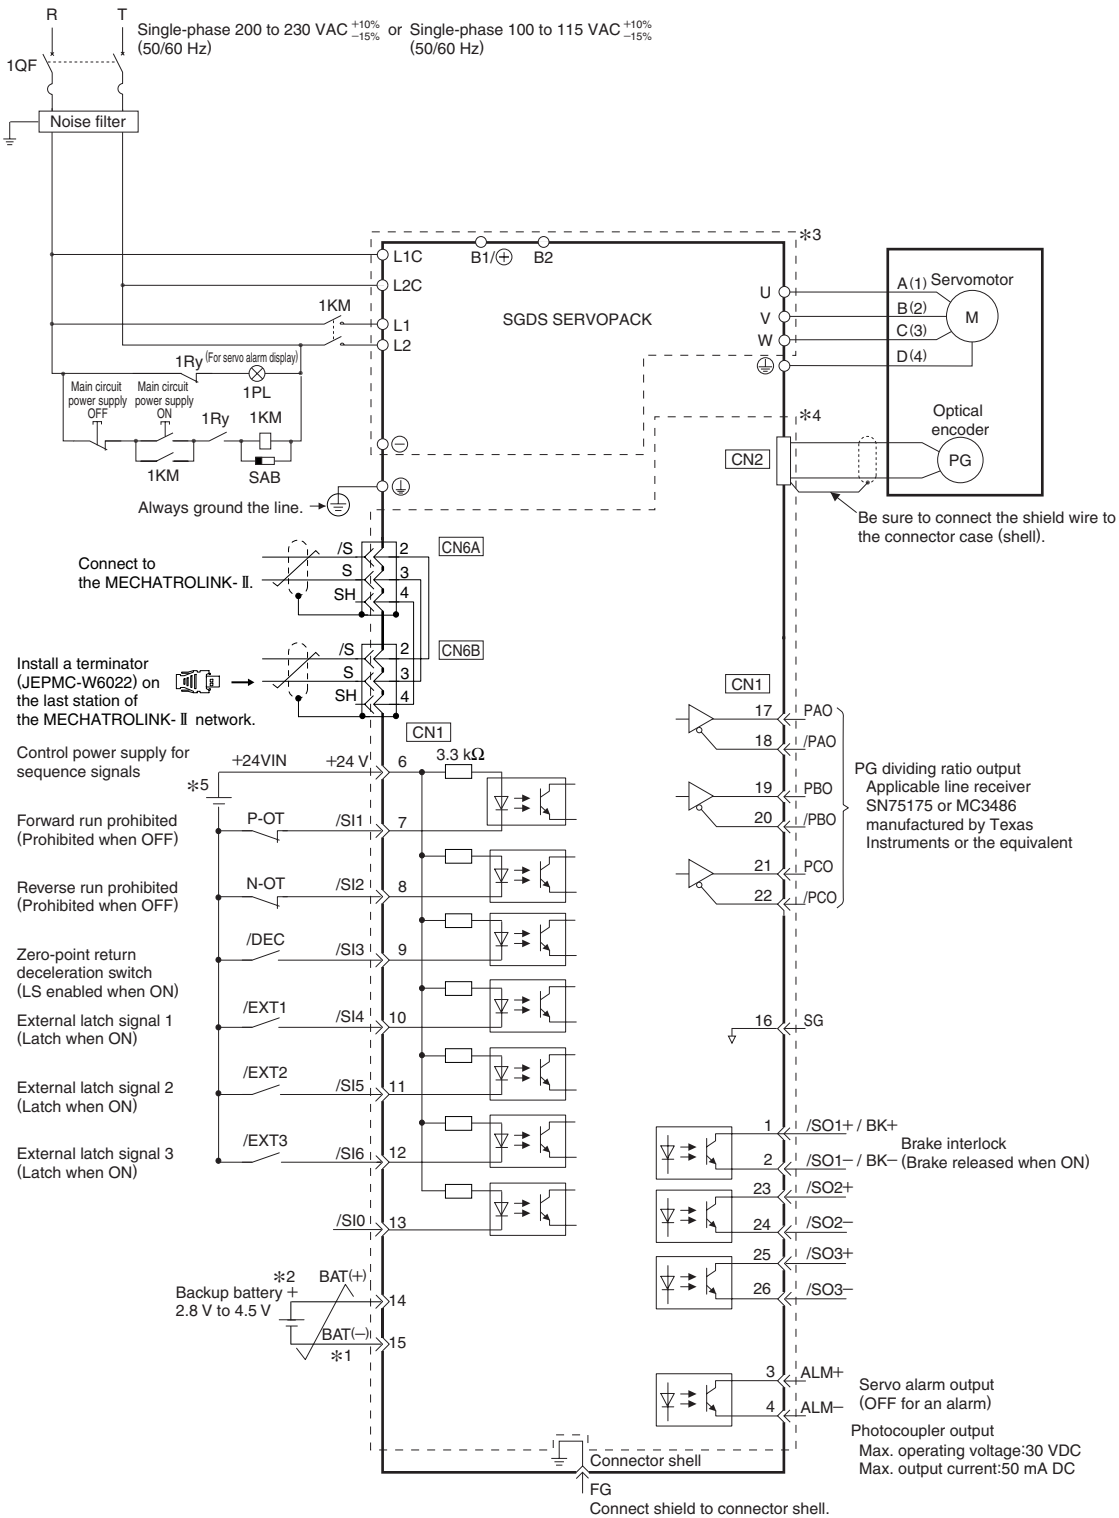 R T
Single-phase 200 to 230 VAC +10% −15% or Single-phase 100 to 115 VAC +10% −15%
(50/60 Hz) (50/60 Hz)
1QF
Noise filter
*3
L1C B1/⊕ B2
L2C
1KM
L1
L2
SGDS SERVOPACK
U
V
W
A(1) Servomotor
B(2)
C(3)
D(4)
M
1Ry (For servo alarm display)
1PL
Main circuit power supply OFF
Main circuit power supply ON
1Ry 1KM
1KM SAB
*4
Optical
encoder
CN2
PG
Always ground the line.
Be sure to connect the shield wire to
the connector case (shell).
Connect to
the MECHATROLINK-Ⅱ.
/S 2 CN6A
S 3
SH 4
Install a terminator
(JEPMC-W6022) on
the last station of
the MECHATROLINK-Ⅱ network.
/S 2 CN6B
S 3
SH 4
CN1
Control power supply for
sequence signals
*5
+24VIN +24 V 6 3.3 kΩ
Forward run prohibited
(Prohibited when OFF)
P-OT /SI1 7
Reverse run prohibited
(Prohibited when OFF)
N-OT /SI2 8
Zero-point return
deceleration switch
(LS enabled when ON)
/DEC /SI3 9
External latch signal 1
(Latch when ON)
/EXT1 /SI4 10
External latch signal 2
(Latch when ON)
/EXT2 /SI5 11
External latch signal 3
(Latch when ON)
/EXT3 /SI6 12
/SI0 13
*2 BAT(+)
Backup battery +
2.8 V to 4.5 V
14
BAT(−) 15
*1
CN1
17 PAO
18 /PAO
19 PBO
20 /PBO
21 PCO
22 /PCO
PG dividing ratio output
Applicable line receiver
SN75175 or MC3486
manufactured by Texas
Instruments or the equivalent
16 SG
1 /SO1+ / BK+
2 /SO1− / BK−
Brake interlock
(Brake released when ON)
23 /SO2+
24 /SO2−
25 /SO3+
26 /SO3−
3 ALM+
4 ALM−
Servo alarm output
(OFF for an alarm)
Photocoupler output
Max. operating voltage:30 VDC
Max. output current:50 mA DC
Connector shell
FG
Connect shield to connector shell.